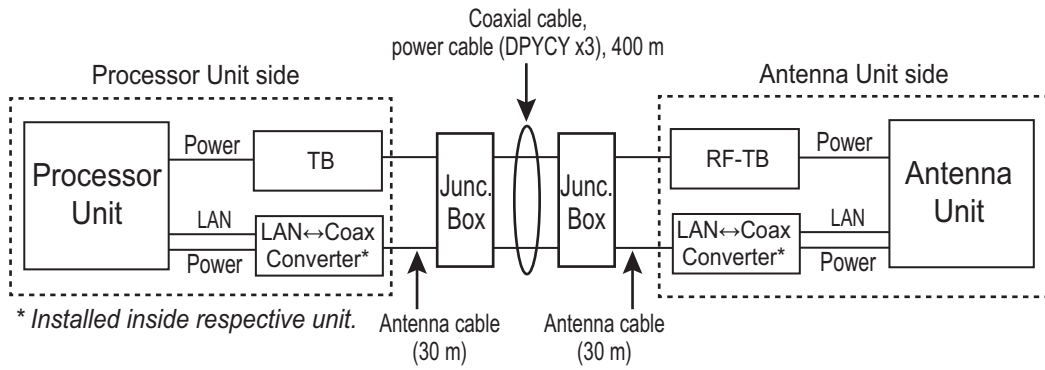 Coaxial cable,
power cable (DPYCY x3), 400 m
Processor Unit side
Antenna Unit side
Processor
Unit
Power
TB
LAN
Power
LAN↔Coax
Converter*
Junc.
Box
Junc.
Box
RF-TB
Power
LAN↔Coax
Converter*
LAN
Power
Antenna
Unit
* Installed inside respective unit.
Antenna cable
(30 m)
Antenna cable
(30 m)